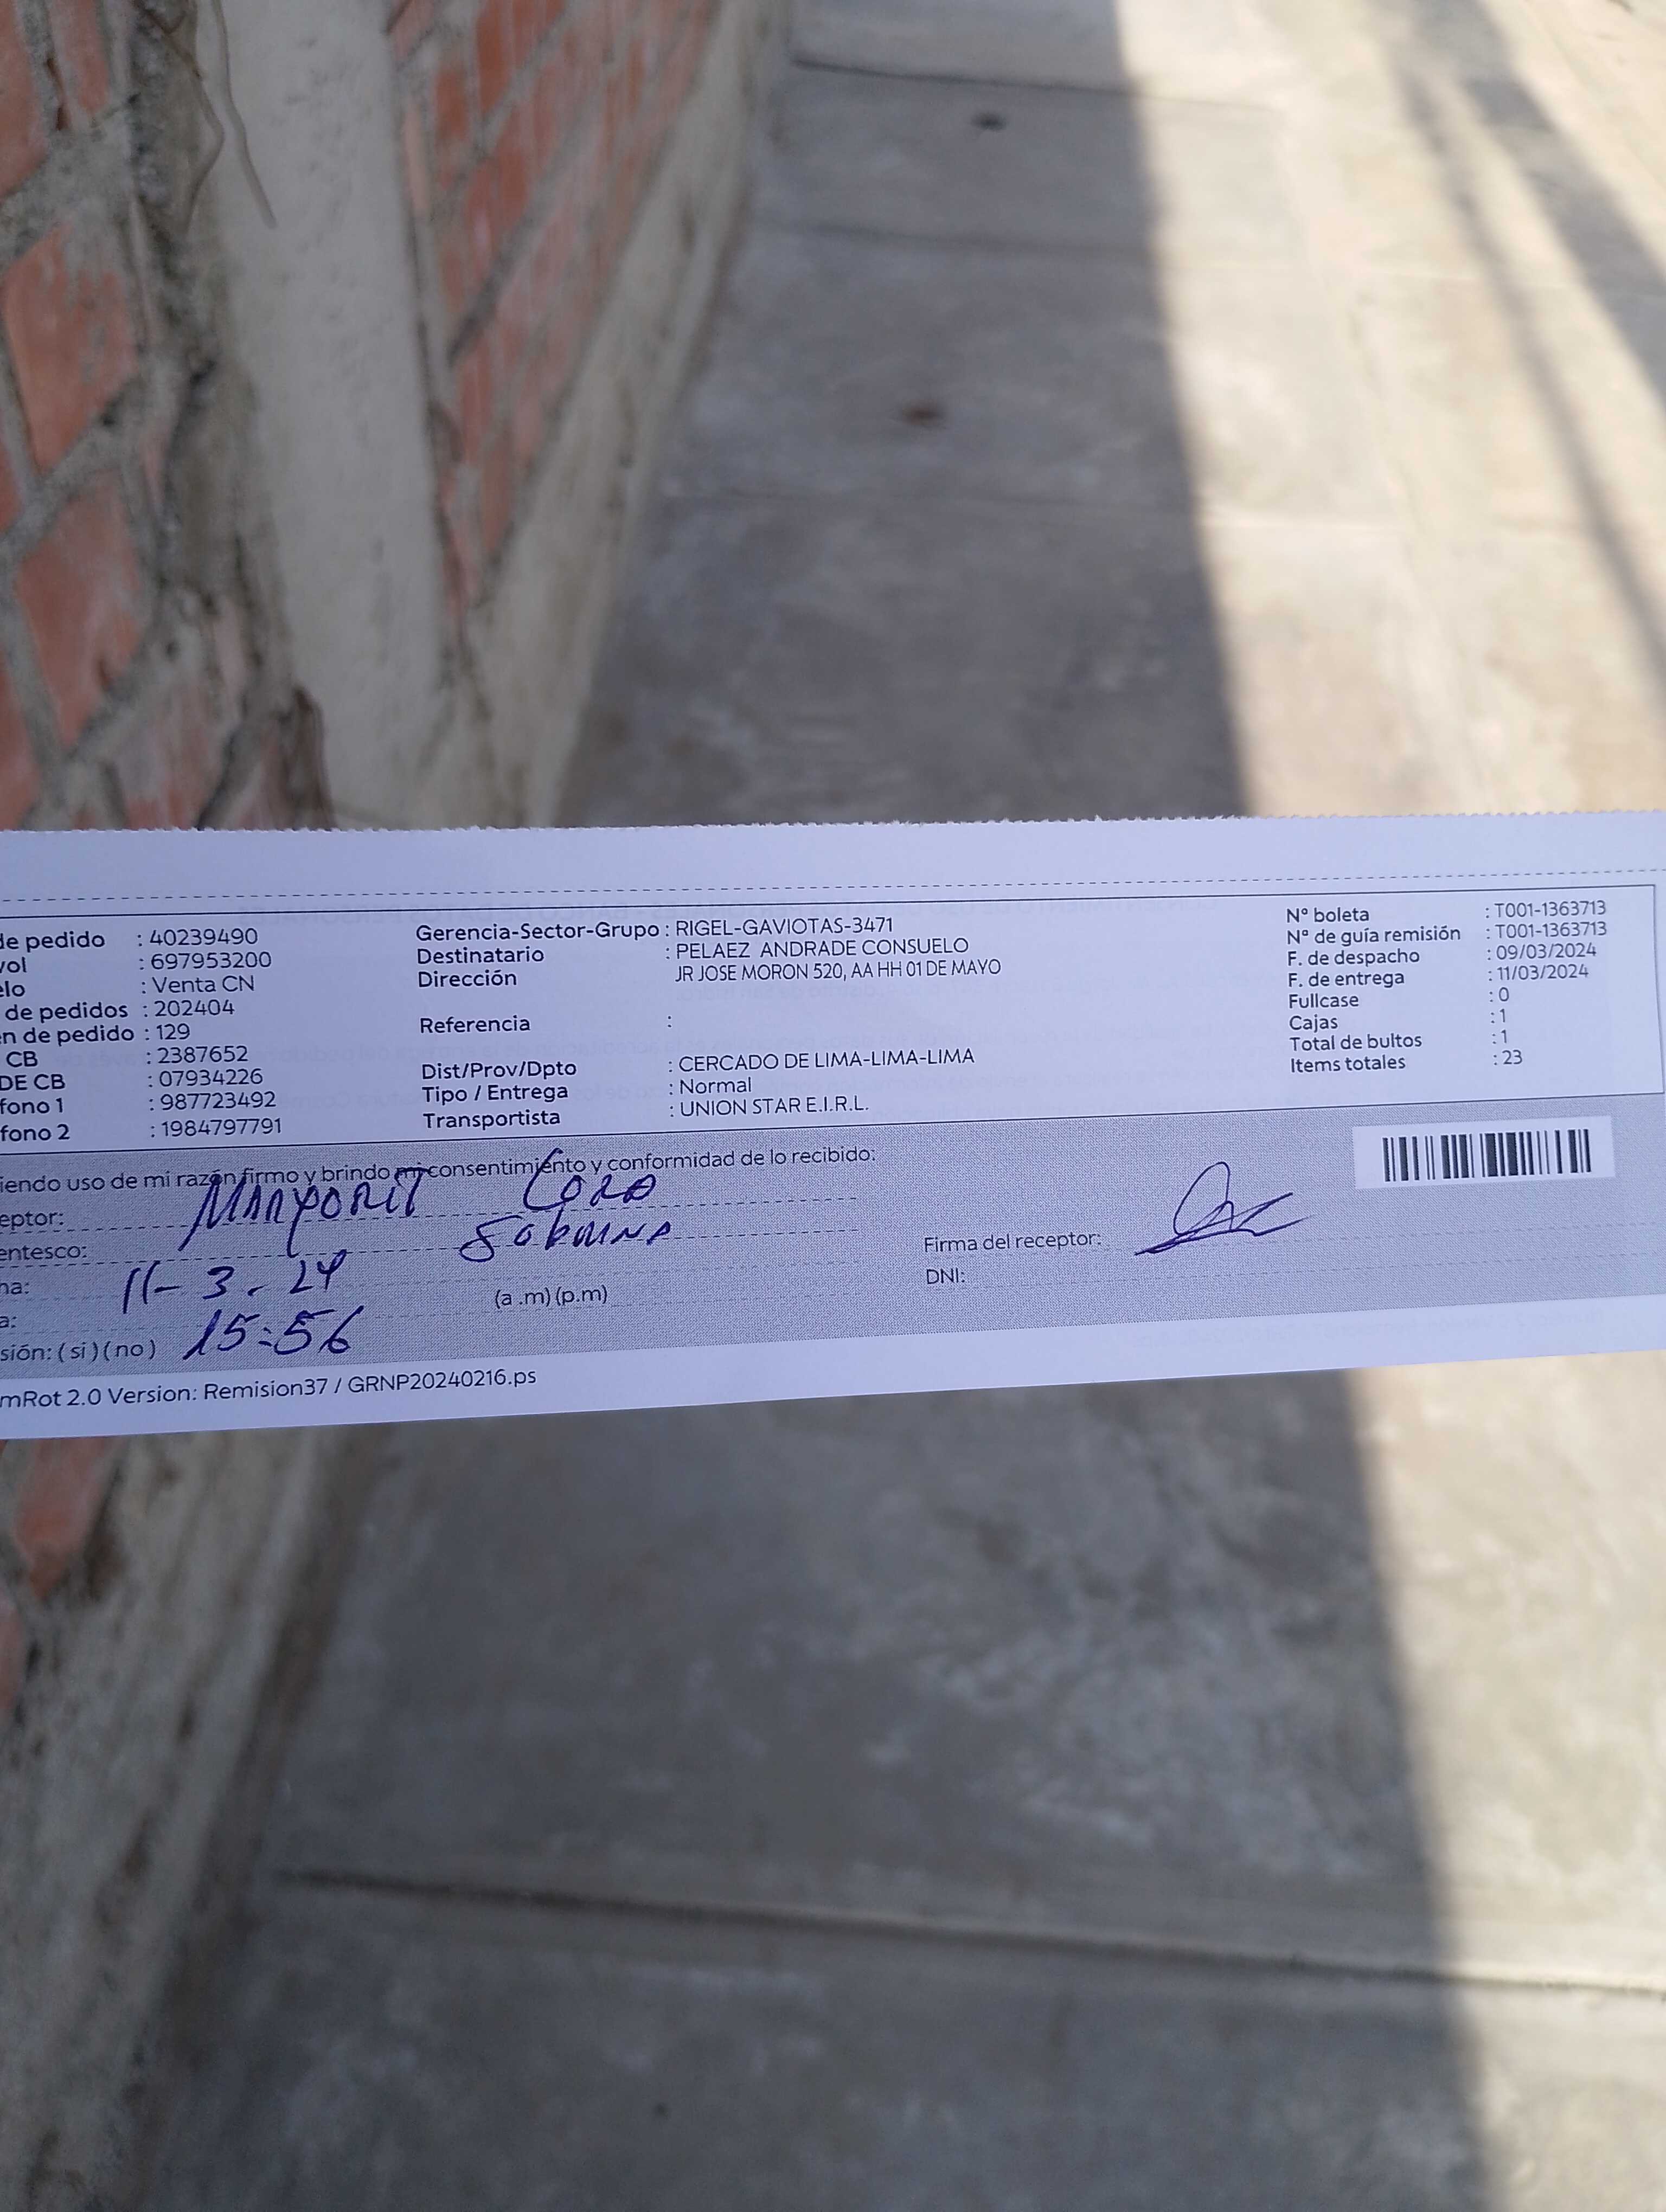 de pedido : 40239490
vol : 697953200
elo : Venta CN
de pedidos : 202404
n de pedido : 129
CB : 2387652
DE CB : 07934226
fono 1 : 987723492
fono 2 : 1984797791
Gerencia-Sector-Grupo : RIGEL-GAVIOTAS-3471
Destinatario : PELAEZ ANDRADE CONSUELO
Dirección JR JOSE MORON 520, AA HH 01 DE MAYO
Referencia :
Dist/Prov/Dpto : CERCADO DE LIMA-LIMA-LIMA
Tipo / Entrega : Normal
Transportista : UNION STAR E.I.R.L.
Nº boleta : T001-1363713
Nº de guía remisión : T001-1363713
F. de despacho : 09/03/2024
F. de entrega : 11/03/2024
Fullcase : 0
Cajas : 1
Total de bultos : 1
Items totales : 23
iendo uso de mi razón firmo y brindo mi consentimiento y conformidad de lo recibido:
eptor:
entesco: SobRINA
ha: 11-3-24
a: 15:56 (a .m) (p.m)
sión: ( si ) ( no )
Firma del receptor:
DNI:
mRot 2.0 Version: Remision37 / GRNP20240216.ps